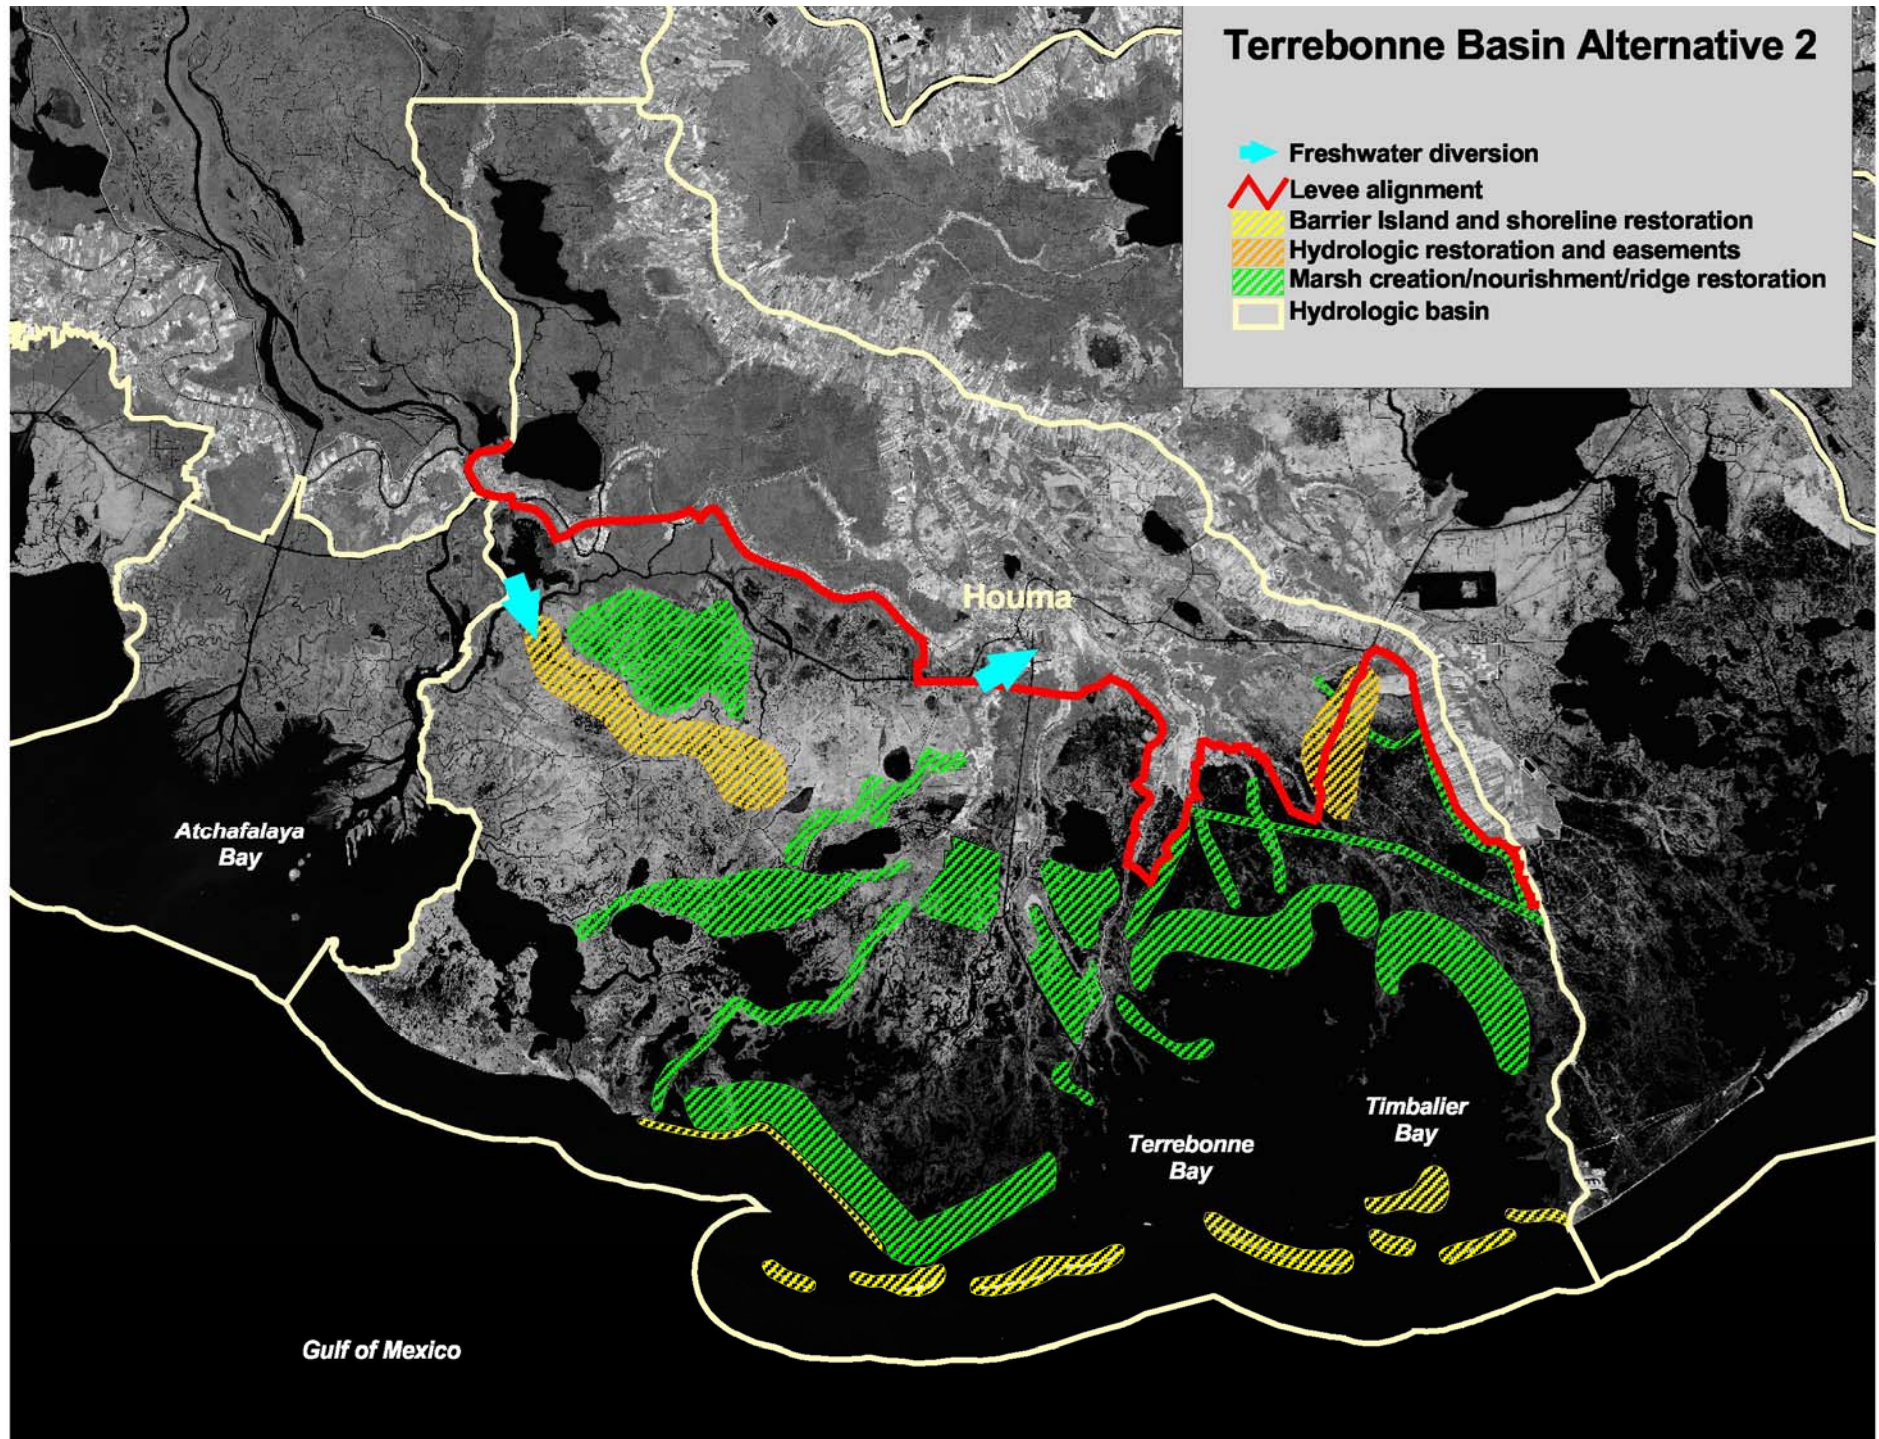 Terrebonne Basin Alternative 2
Freshwater diversion
Levee alignment
Barrier Island and shoreline restoration
Hydrologic restoration and easements
Marsh creation/nourishment/ridge restoration
Hydrologic basin
Houma
Atchafalaya
Bay
Timbalier
Bay
Terrebonne
Bay
Gulf of Mexico